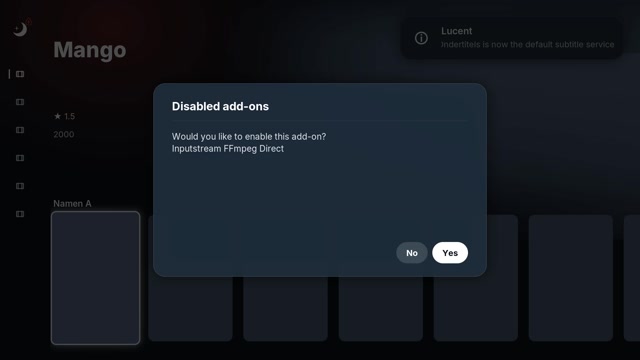 Lucent
Indertitels is now the default subtitle service
Mango
★ 1.5
2000
Namen A
Disabled add-ons
Would you like to enable this add-on?
Inputstream FFmpeg Direct
No
Yes